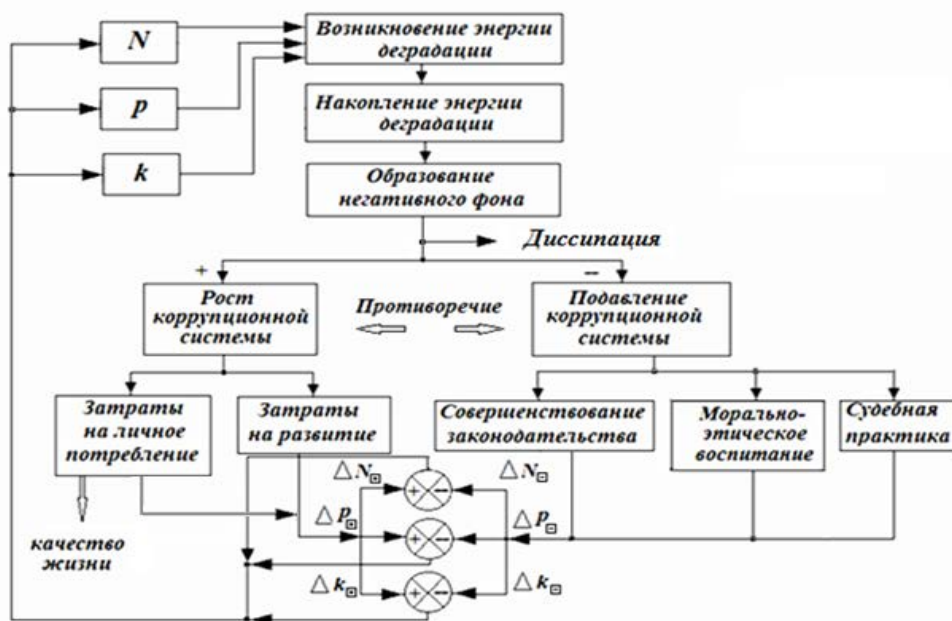 N
Возникновение энергии
деградации
p
Накопление энергии
деградации
k
Образование
негативного фона
Диссипация
+
–
Рост
коррупционной
системы
Противоречие
Подавление
коррупционной
системы
Затраты
на личное
потребление
Затраты
на развитие
Совершенствование
законодательства
Морально-
этическое
воспитание
Судебная
практика
△ N⊡ + – △ N⊟
△ p⊡ + – △ p⊟
△ k⊡ + – △ k⊡
качество
жизни